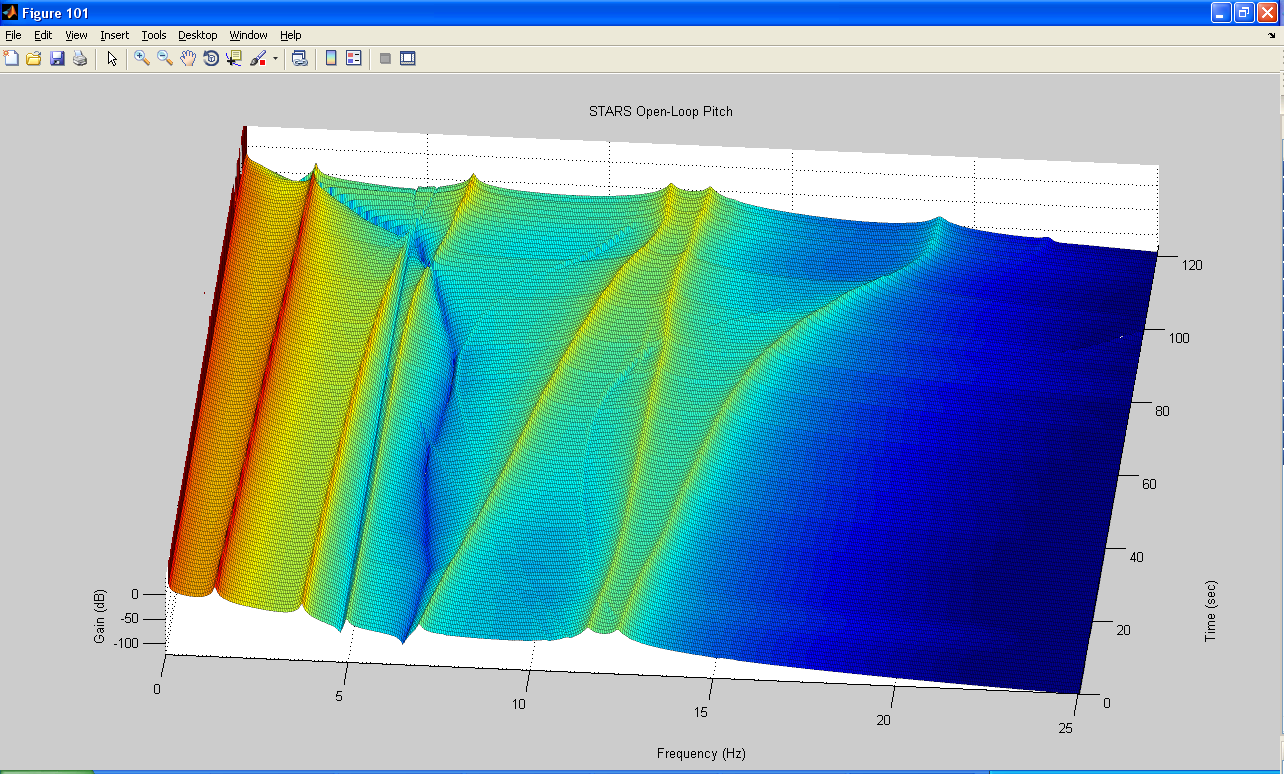 Figure 101
File Edit View Insert Tools Desktop Window Help
STARS Open-Loop Pitch
120
100
80
60
40
20
0
Time (sec)
0
-50
-100
Gain (dB)
0
5
10
15
20
25
Frequency (Hz)